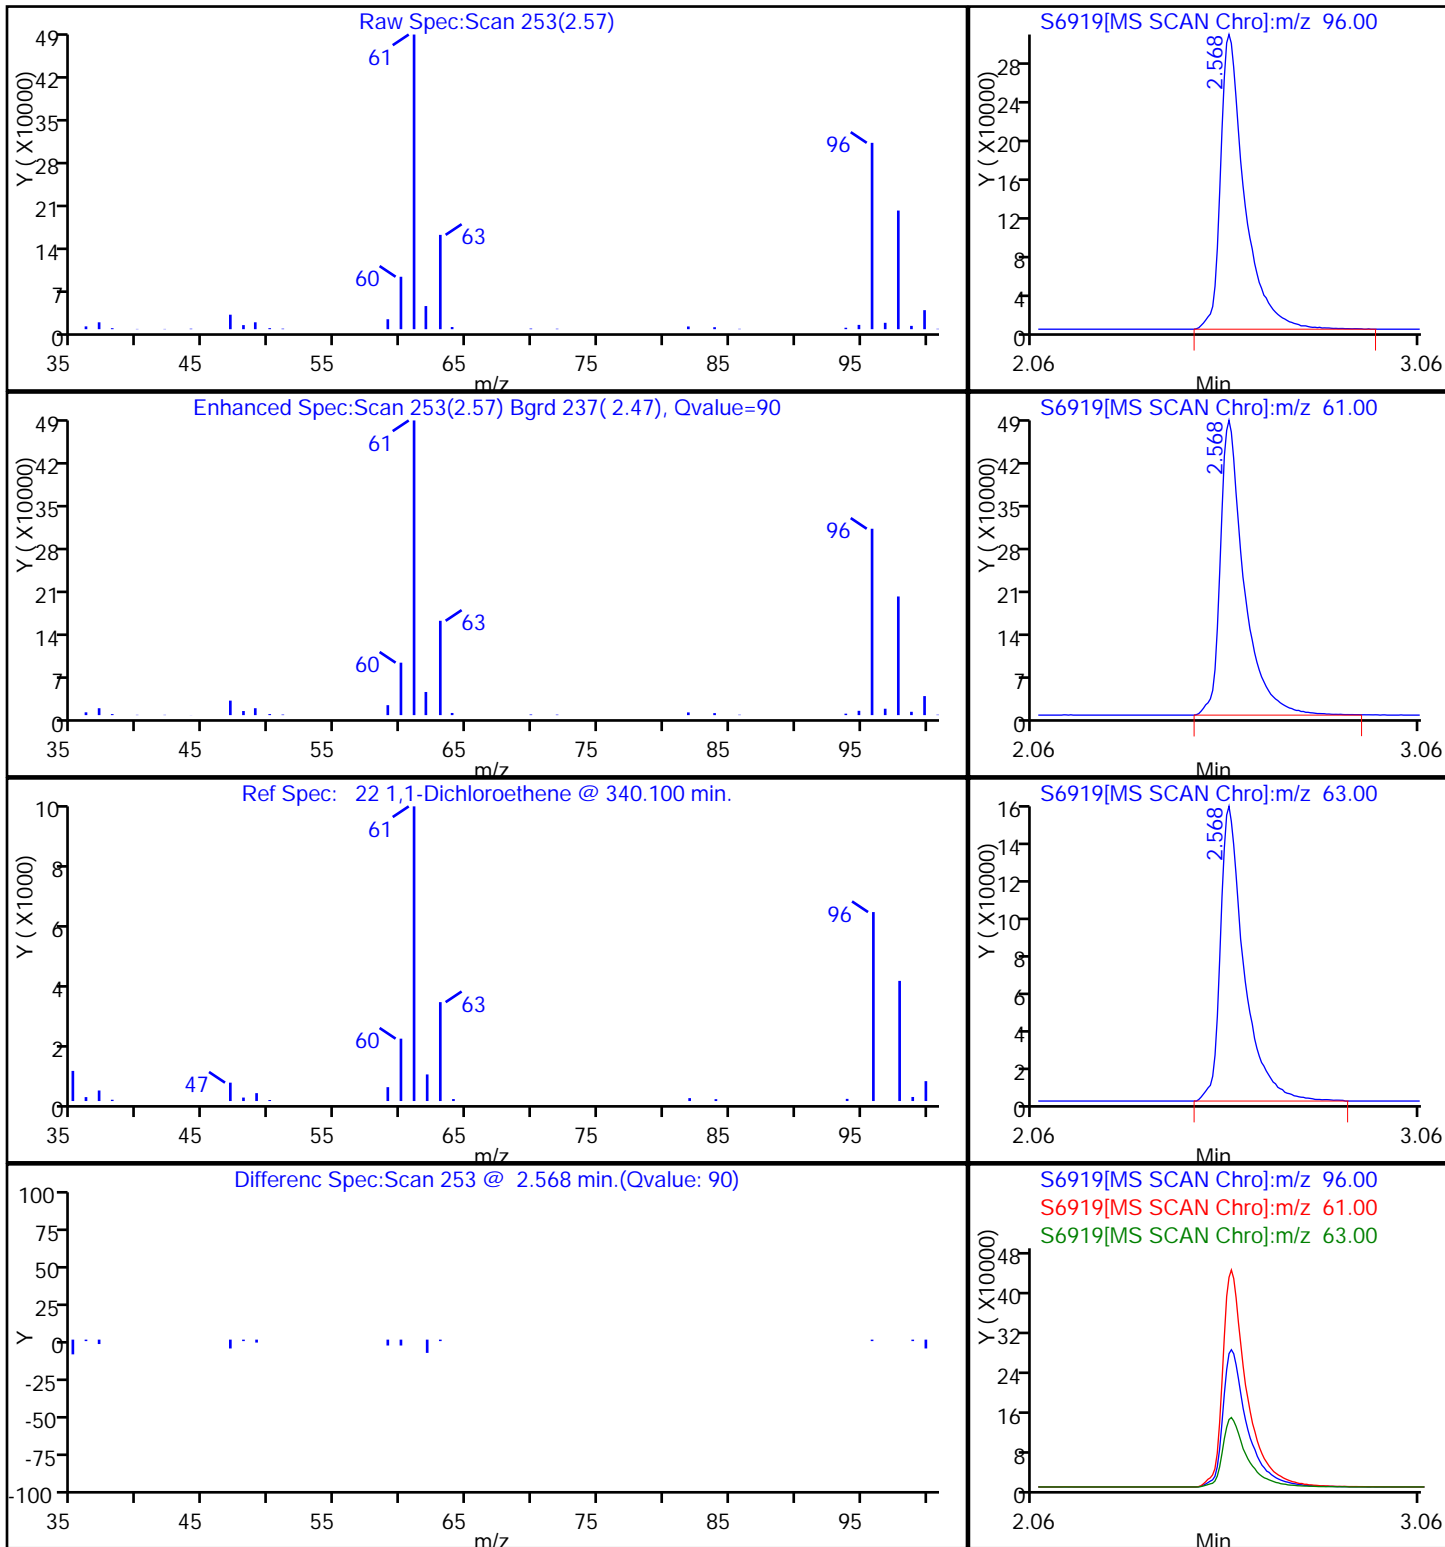 Raw Spec:Scan 253(2.57)
Y ( X10000)
49
42
35
28
21
14
7
0
61
60
63
96
35 45 55 65 75 85 95
m/z
S6919[MS SCAN Chro]:m/z 96.00
Y ( X10000)
28
24
20
16
12
8
4
0
2.568
2.06 3.06
Min
Enhanced Spec:Scan 253(2.57) Bgrd 237( 2.47), Qvalue=90
Y ( X10000)
49
42
35
28
21
14
7
0
61
60
63
96
35 45 55 65 75 85 95
m/z
S6919[MS SCAN Chro]:m/z 61.00
Y ( X10000)
49
42
35
28
21
14
7
0
2.568
2.06 3.06
Min
Ref Spec: 22 1,1-Dichloroethene @ 340.100 min.
Y ( X1000)
10
8
6
4
2
0
47
61
60
63
96
35 45 55 65 75 85 95
m/z
S6919[MS SCAN Chro]:m/z 63.00
Y ( X10000)
16
14
12
10
8
6
4
2
0
2.568
2.06 3.06
Min
Differenc Spec:Scan 253 @ 2.568 min.(Qvalue: 90)
Y
100
75
50
25
0
-25
-50
-75
-100
35 45 55 65 75 85 95
m/z
S6919[MS SCAN Chro]:m/z 96.00
S6919[MS SCAN Chro]:m/z 61.00
S6919[MS SCAN Chro]:m/z 63.00
Y ( X10000)
48
40
32
24
16
8
0
2.06 3.06
Min